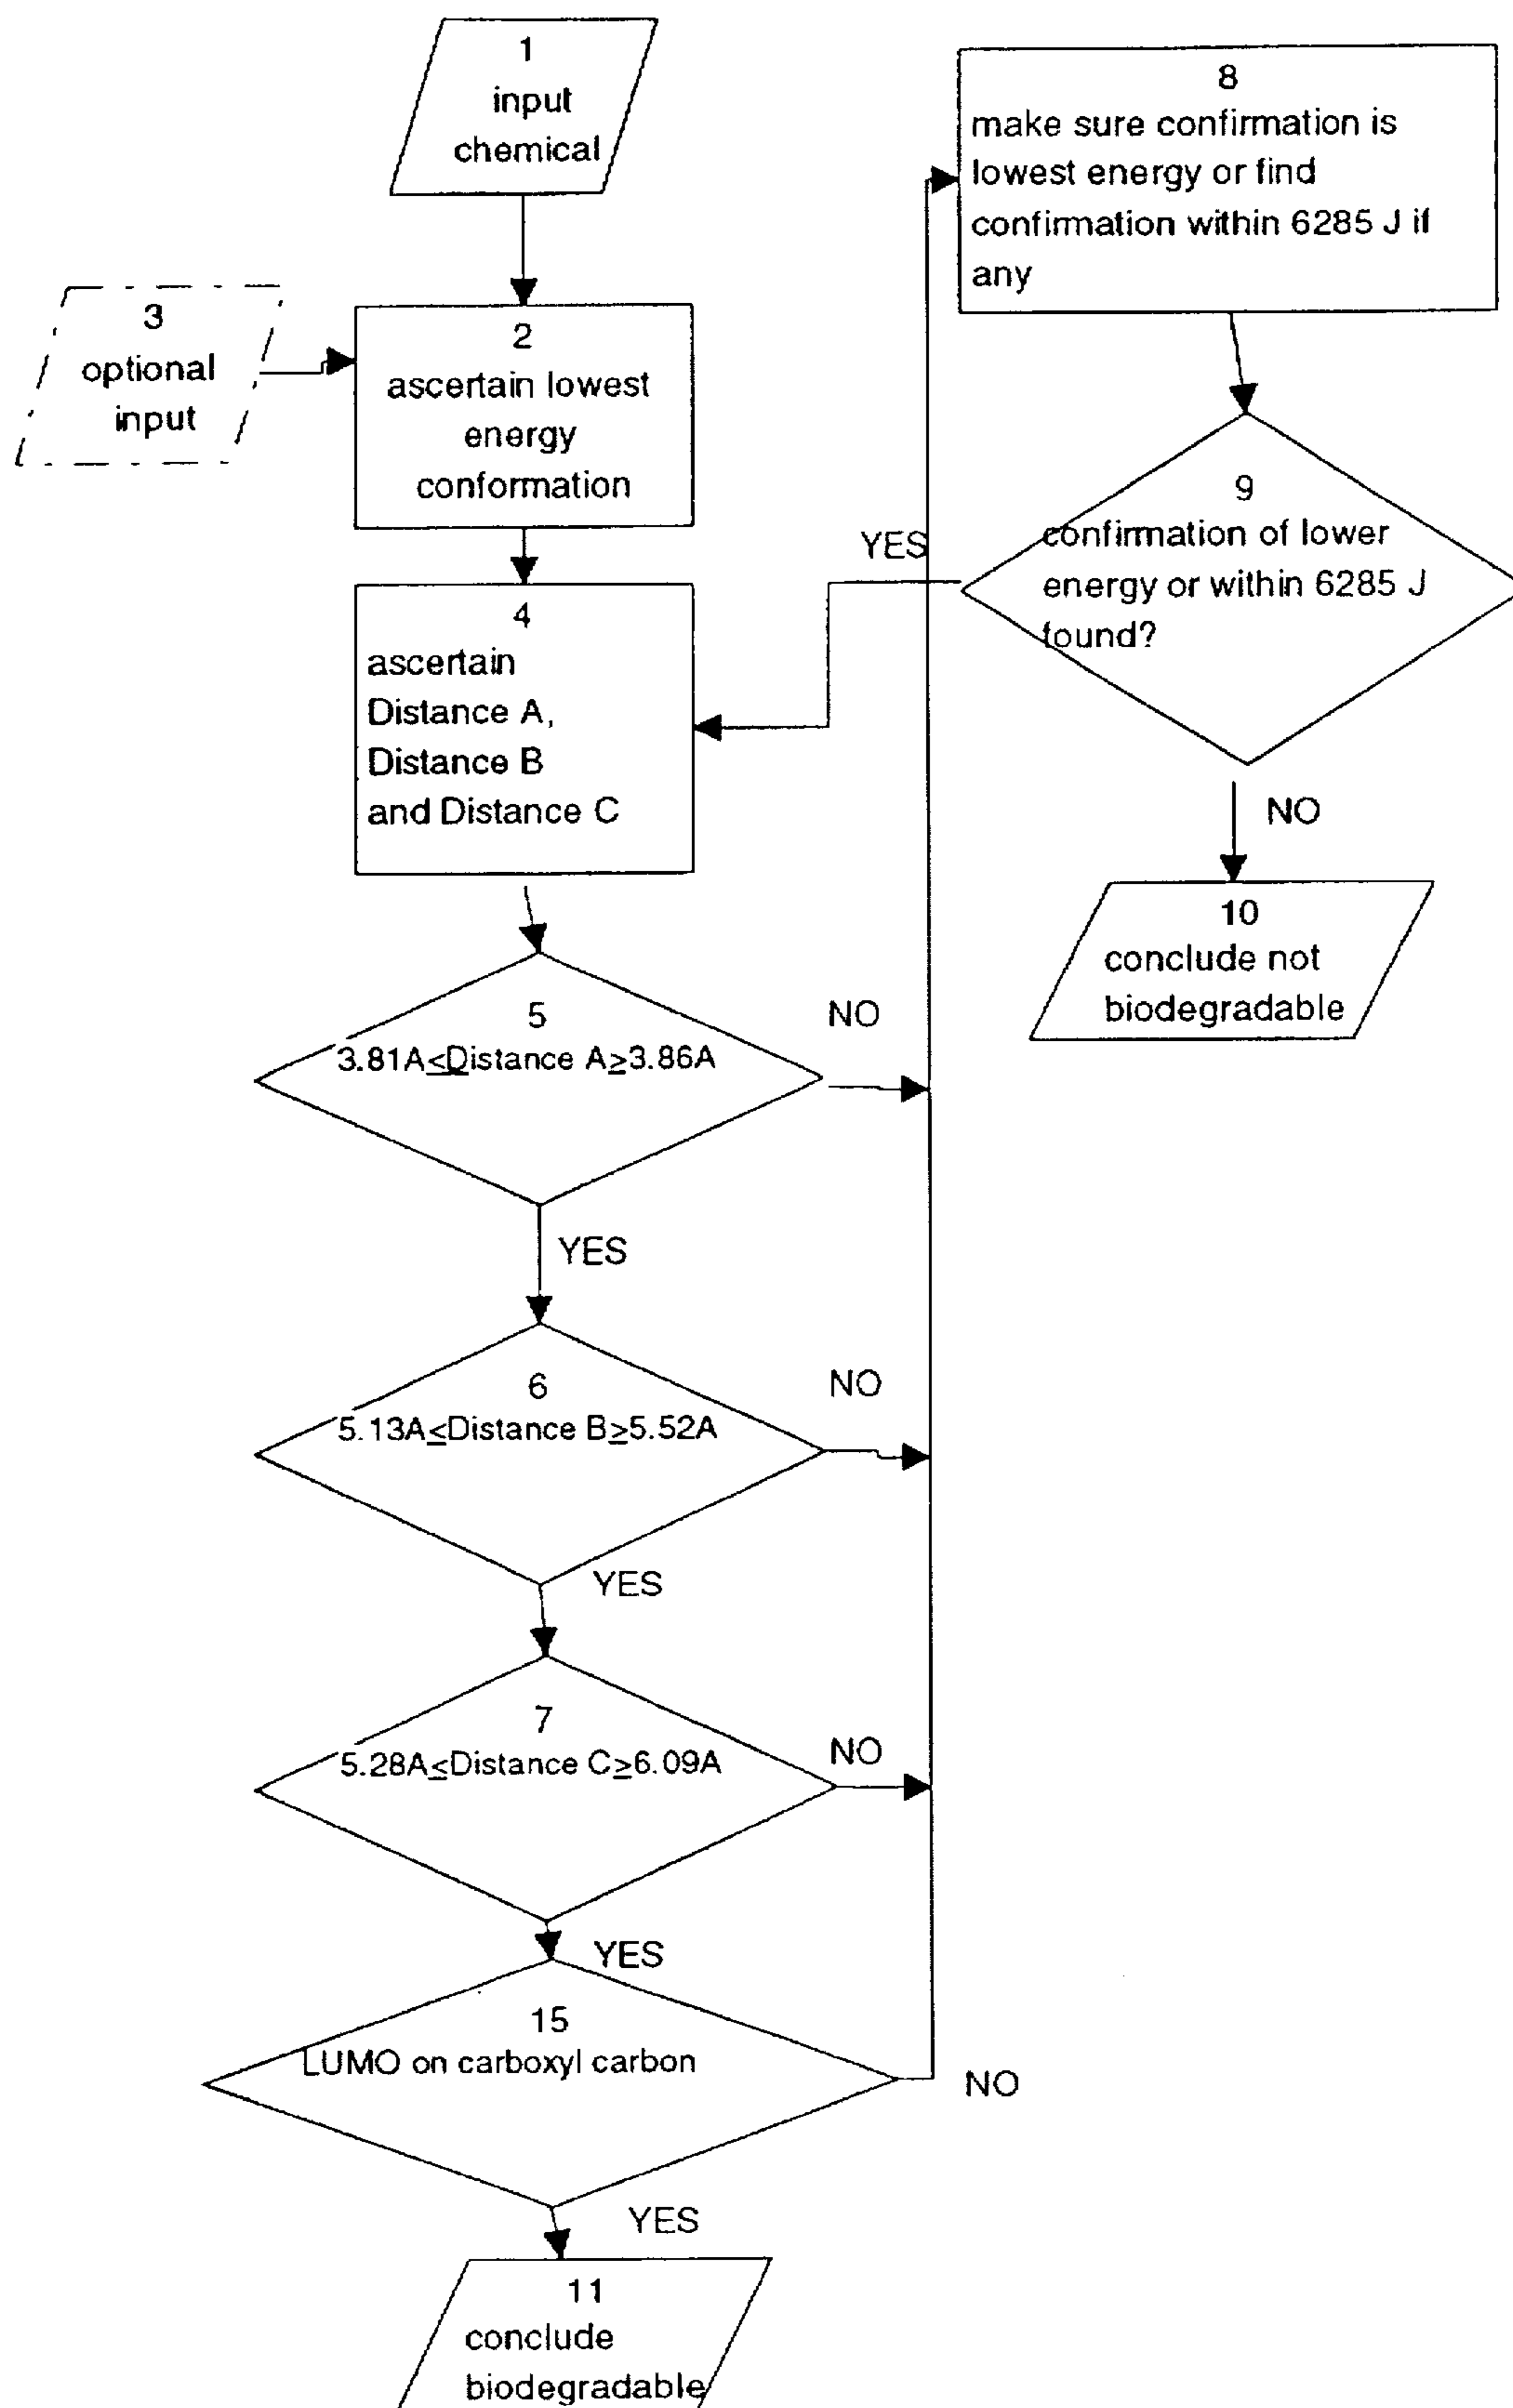 1
input
chemical
3
optional
input
2
ascertain lowest
energy
conformation
4
ascertain
Distance A,
Distance B
and Distance C
5
3.81A≤Distance A≥3.86A
NO
YES
6
5.13A≤Distance B≥5.52A
NO
YES
7
5.28A≤Distance C≥6.09A
NO
YES
15
LUMO on carboxyl carbon
NO
YES
11
conclude
biodegradable
8
make sure confirmation is
lowest energy or find
confirmation within 6285 J if
any
9
confirmation of lower
energy or within 6285 J
found?
YES
NO
10
conclude not
biodegradable